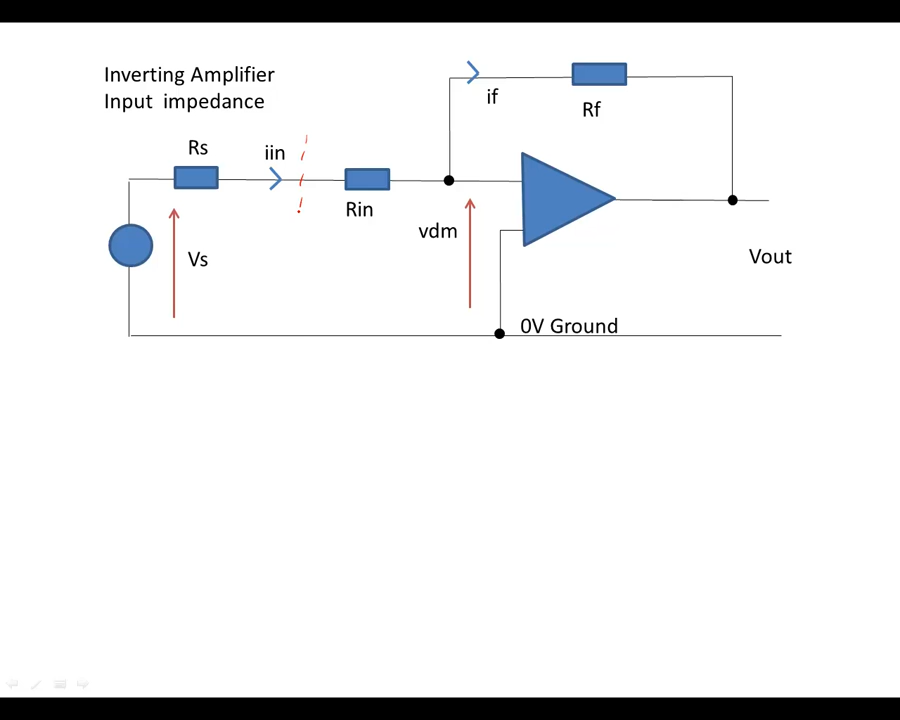 Inverting Amplifier
Input impedance
if
Rf
Rs
iin
Rin
vdm
Vs
Vout
0V Ground